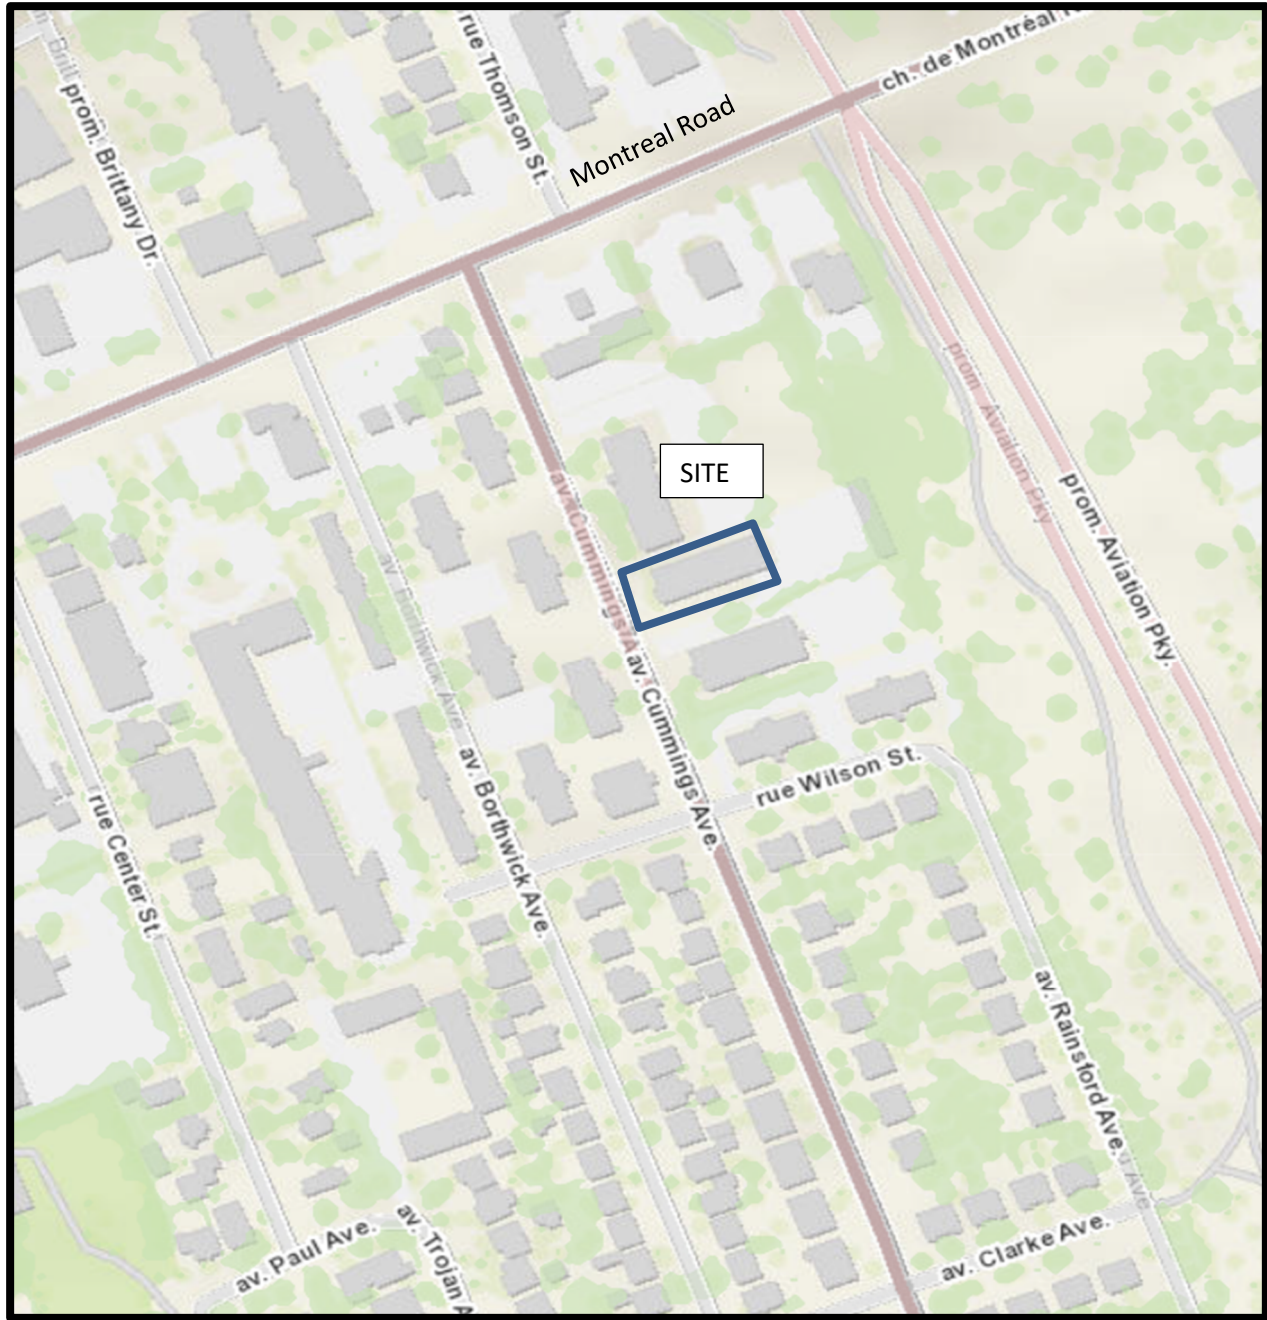 ch. de Montréal
rue Thomson St.
Montreal Road
prom. Brittany Dr.
prom. Aviation Pky
SITE
av. Cummings
prom. Aviation Pky.
av. Cummings Ave.
rue Wilson St.
av. Borthwick Ave.
rue Center St.
av. Rainsford Ave.
av. Paul Ave.
av. Trojan A
av. Clarke Ave.